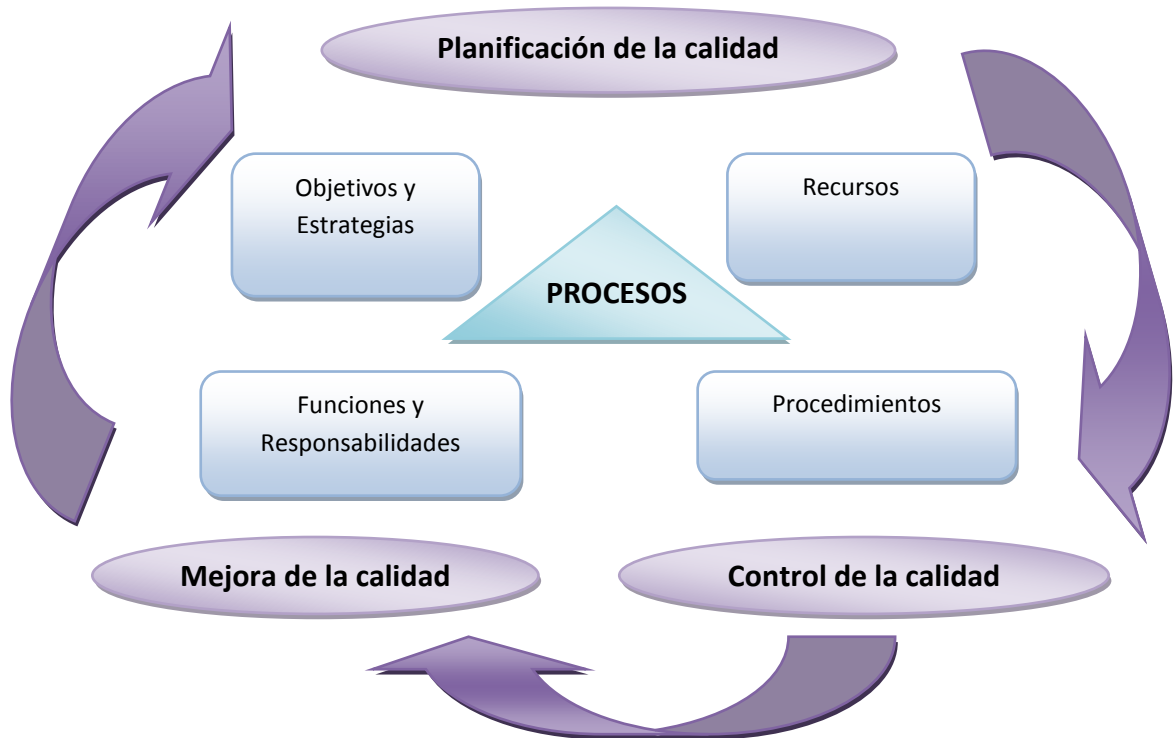 Planificación de la calidad
Objetivos y
Estrategias
Recursos
PROCESOS
Funciones y
Responsabilidades
Procedimientos
Mejora de la calidad
Control de la calidad